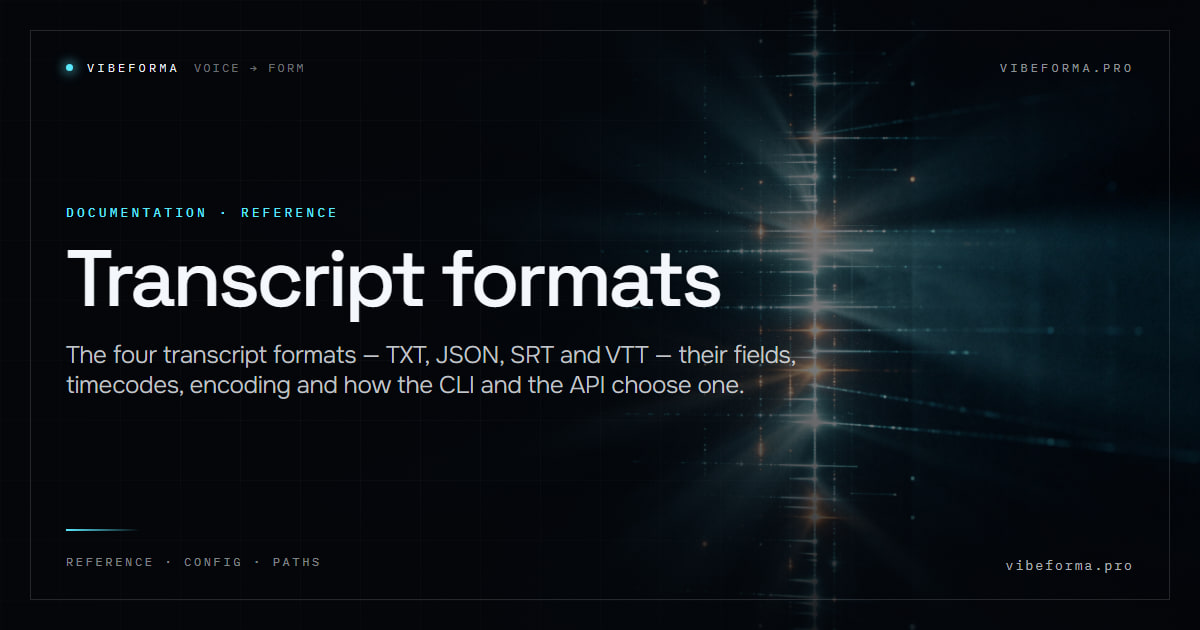 VIBEFORMA VOICE → FORM
VIBEFORMA.PRO
DOCUMENTATION · REFERENCE
Transcript formats
The four transcript formats — TXT, JSON, SRT and VTT — their fields,
timecodes, encoding and how the CLI and the API choose one.
REFERENCE · CONFIG · PATHS
vibeforma.pro